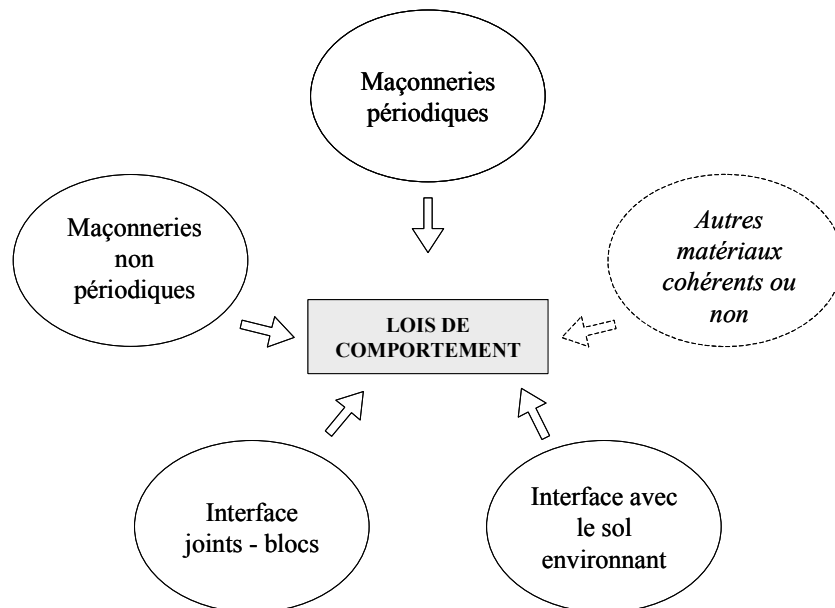 Maçonneries
périodiques
Maçonneries
non
périodiques
Autres
matériaux
cohérents ou
non
LOIS DE
COMPORTEMENT
Interface
joints - blocs
Interface avec
le sol
environnant